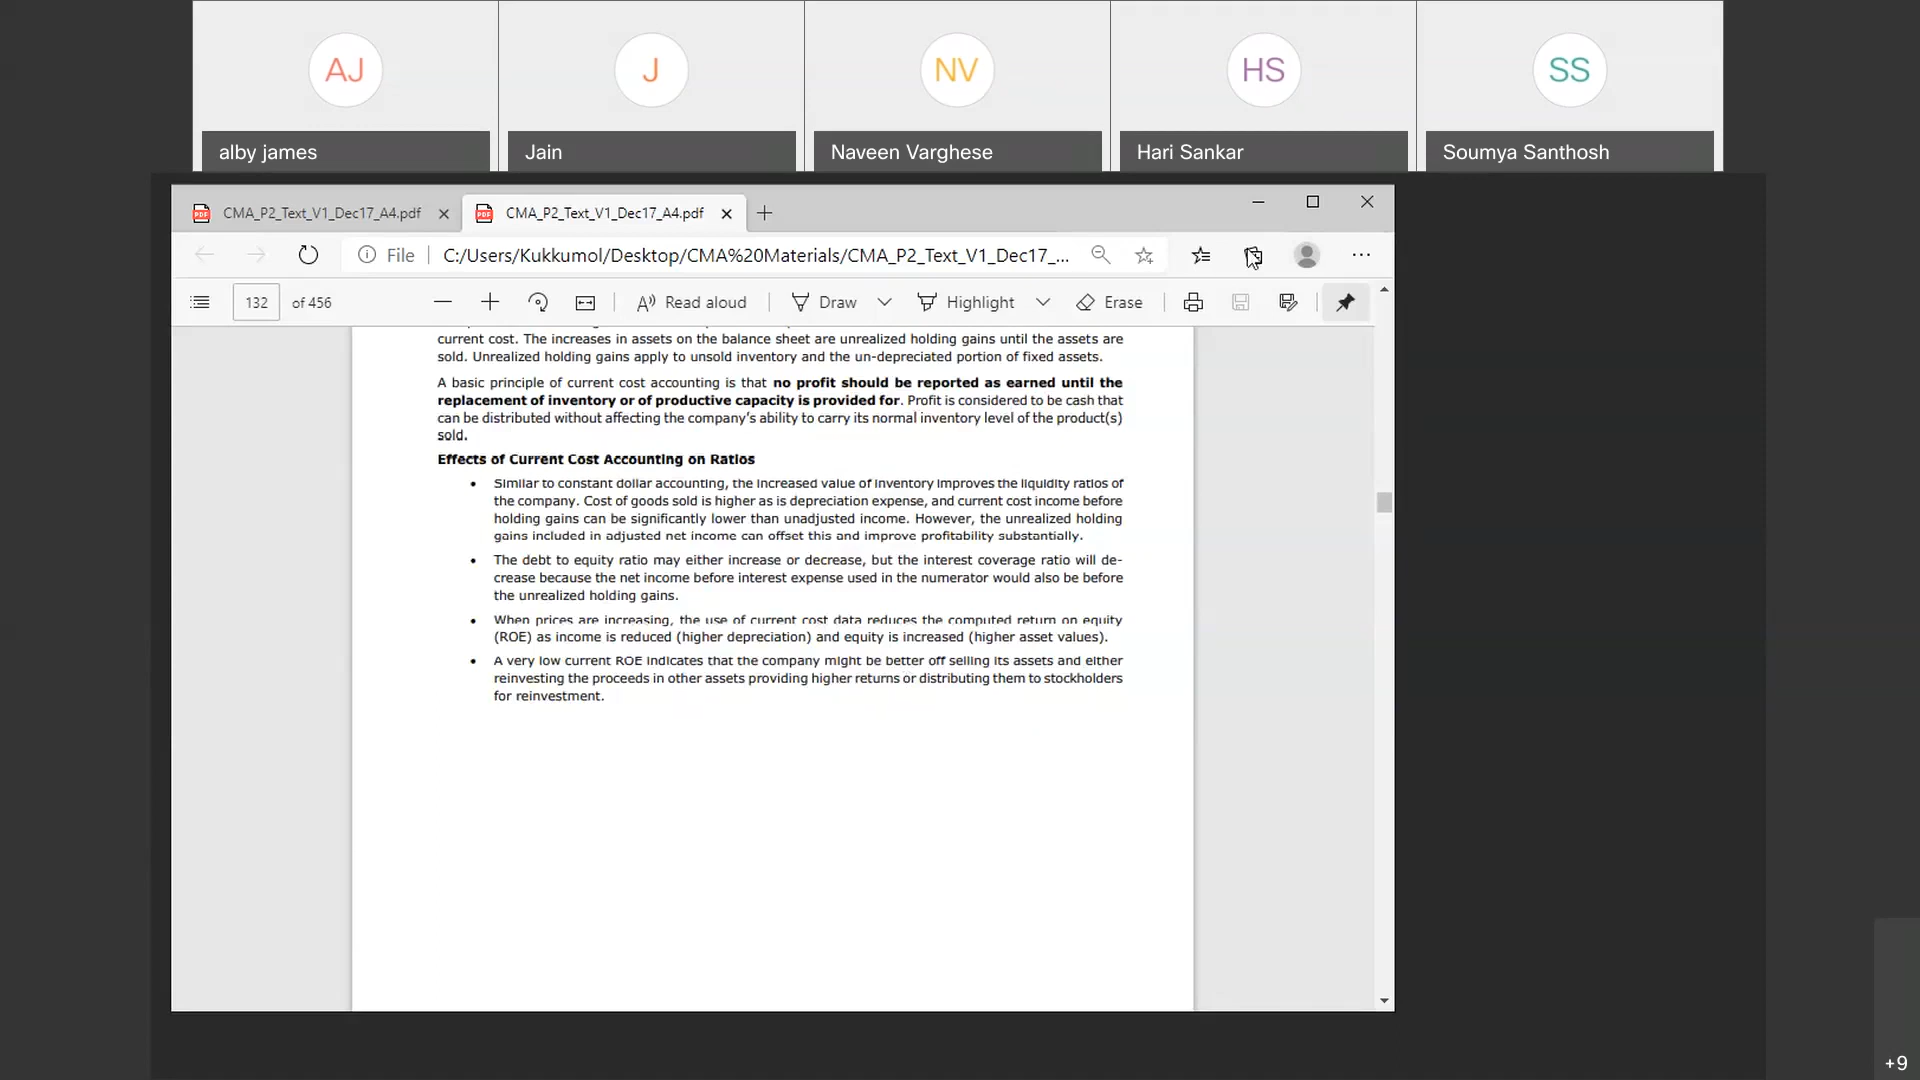 AJ
J
NV
HS
SS
alby james
Jain
Naveen Varghese
Hari Sankar
Soumya Santhosh
CMA_P2_Text_V1_Dec17_A4.pdf
CMA_P2_Text_V1_Dec17_A4.pdf
File
C:/Users/Kukkumol/Desktop/CMA%20Materials/CMA_P2_Text_V1_Dec17_...
132 of 456
Read aloud
Draw
Highlight
Erase
current cost. The increases in assets on the balance sheet are unrealized holding gains until the assets are
sold. Unrealized holding gains apply to unsold inventory and the un-depreciated portion of fixed assets.
A basic principle of current cost accounting is that no profit should be reported as earned until the
replacement of inventory or of productive capacity is provided for. Profit is considered to be cash that
can be distributed without affecting the company's ability to carry its normal inventory level of the product(s)
sold.
Effects of Current Cost Accounting on Ratios
• Similar to constant dollar accounting, the increased value of inventory improves the liquidity ratios of
the company. Cost of goods sold is higher as is depreciation expense, and current cost income before
holding gains can be significantly lower than unadjusted income. However, the unrealized holding
gains included in adjusted net income can offset this and improve profitability substantially.
• The debt to equity ratio may either increase or decrease, but the interest coverage ratio will de-
crease because the net income before interest expense used in the numerator would also be before
the unrealized holding gains.
• When prices are increasing, the use of current cost data reduces the computed return on equity
(ROE) as income is reduced (higher depreciation) and equity is increased (higher asset values).
• A very low current ROE indicates that the company might be better off selling its assets and either
reinvesting the proceeds in other assets providing higher returns or distributing them to stockholders
for reinvestment.
+9